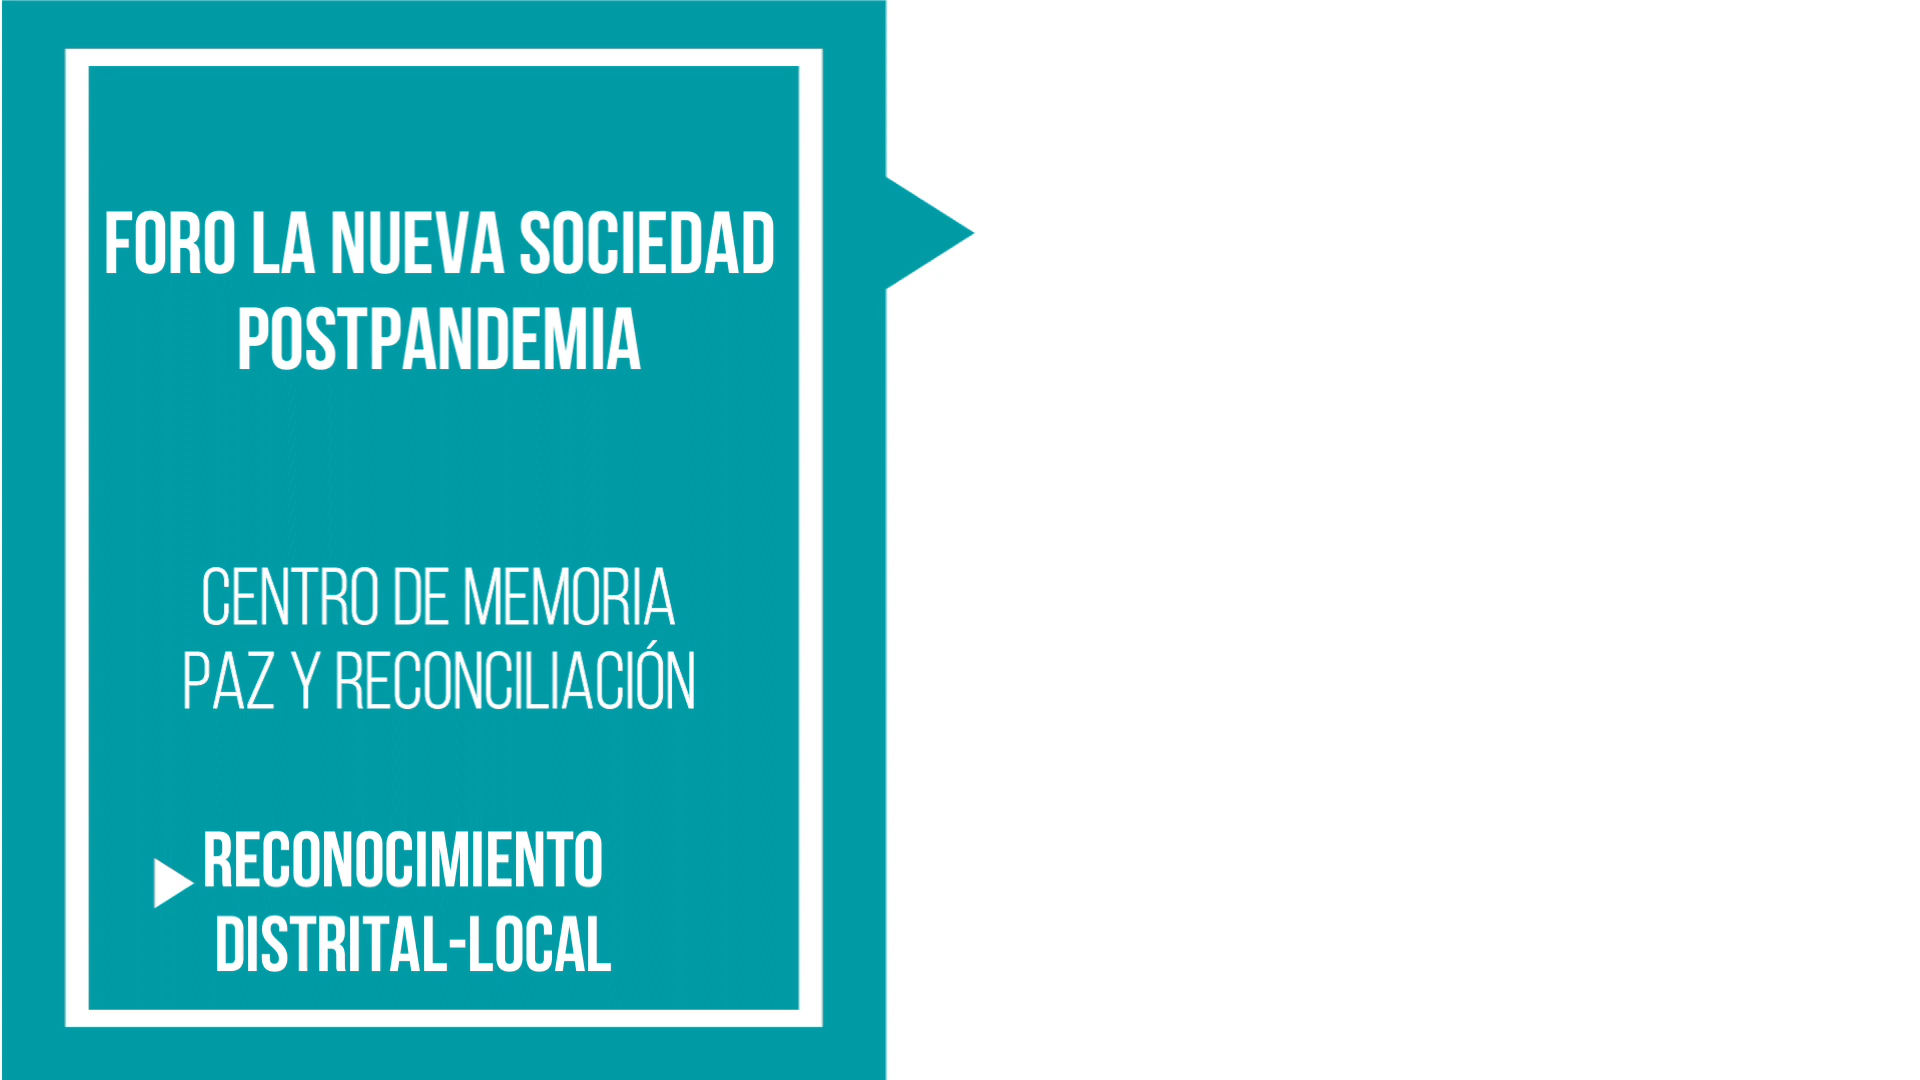 FORO LA NUEVA SOCIEDAD
POSTPANDEMIA
CENTRO DE MEMORIA
PAZ Y RECONCILIACIÓN
RECONOCIMIENTO
DISTRITAL-LOCAL